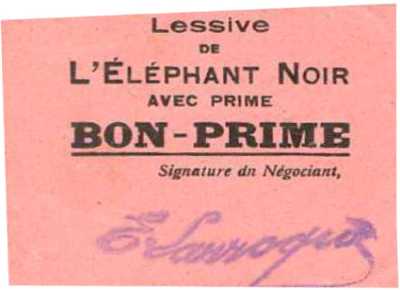 Lessive
DE
L'ÉLÉPHANT NOIR
AVEC PRIME
BON-PRIME
Signature dn Négociant,